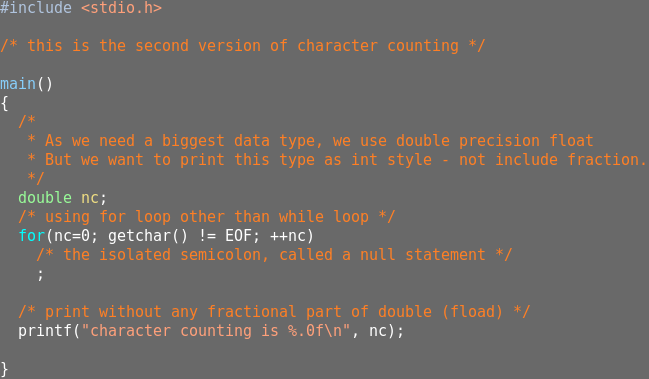 #include <stdio.h>

/* this is the second version of character counting */

main()
{
  /*
   * As we need a biggest data type, we use double precision float
   * But we want to print this type as int style - not include fraction.
   */
  double nc;
  /* using for loop other than while loop */
  for(nc=0; getchar() != EOF; ++nc)
    /* the isolated semicolon, called a null statement */
    ;

  /* print without any fractional part of double (fload) */
  printf("character counting is %.0f\n", nc);

}